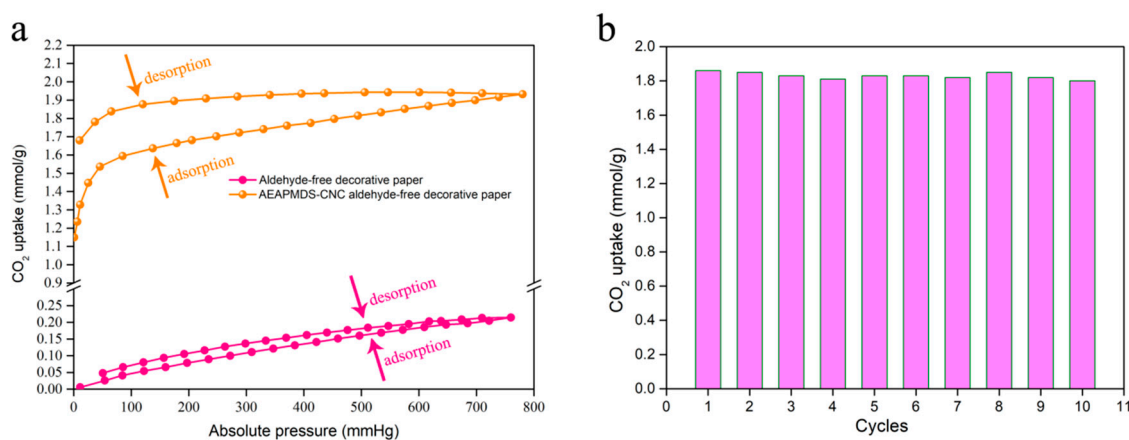 a
2.2
2.1
2.0
1.9
1.8
1.7
1.6
1.5
1.4
1.3
1.2
1.1
1.0
0.9
0.25
0.20
0.15
0.10
0.05
0.00
CO2 uptake (mmol/g)
desorption
adsorption
Aldehyde-free decorative paper
AEAPMDS-CNC aldehyde-free decorative paper
desorption
adsorption
0 100 200 300 400 500 600 700 800
Absolute pressure (mmHg)
b
2.0
1.8
1.6
1.4
1.2
1.0
0.8
0.6
0.4
0.2
0.0
CO2 uptake (mmol/g)
0 1 2 3 4 5 6 7 8 9 10 11
Cycles